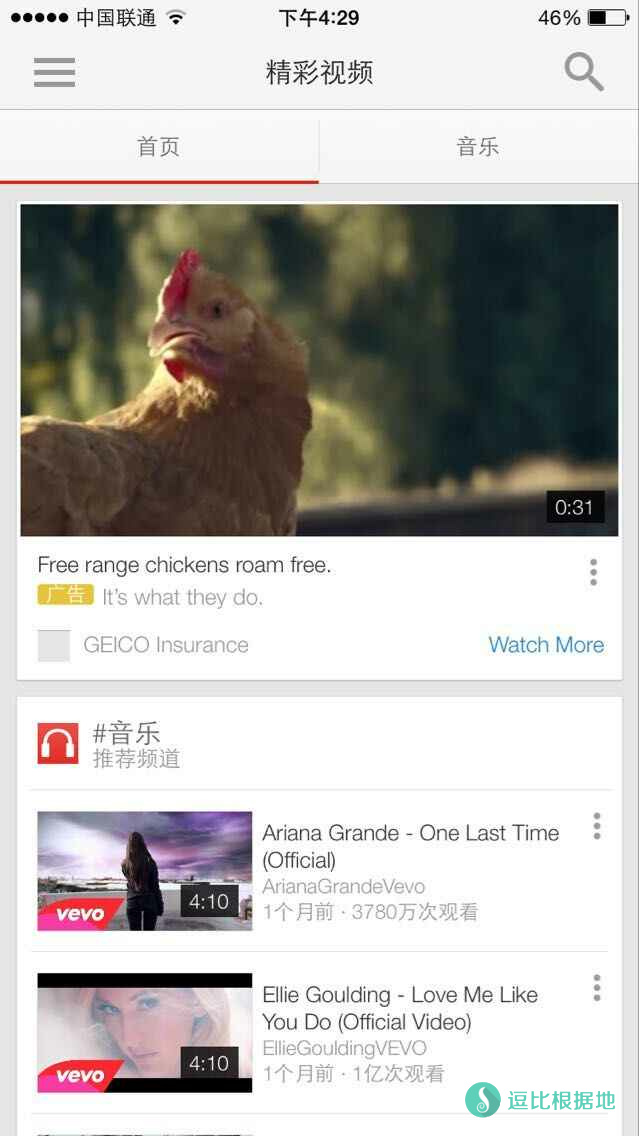 中国联通 下午4:29 46%
精彩视频
首页 音乐
0:31
Free range chickens roam free.
广告 It's what they do.
GEICO Insurance Watch More
#音乐
推荐频道
Ariana Grande - One Last Time
(Official)
ArianaGrandeVevo
1个月前 · 3780万次观看
vevo 4:10
Ellie Goulding - Love Me Like
You Do (Official Video)
EllieGouldingVEVO
1个月前 · 1亿次观看
vevo 4:10
逗比根据地